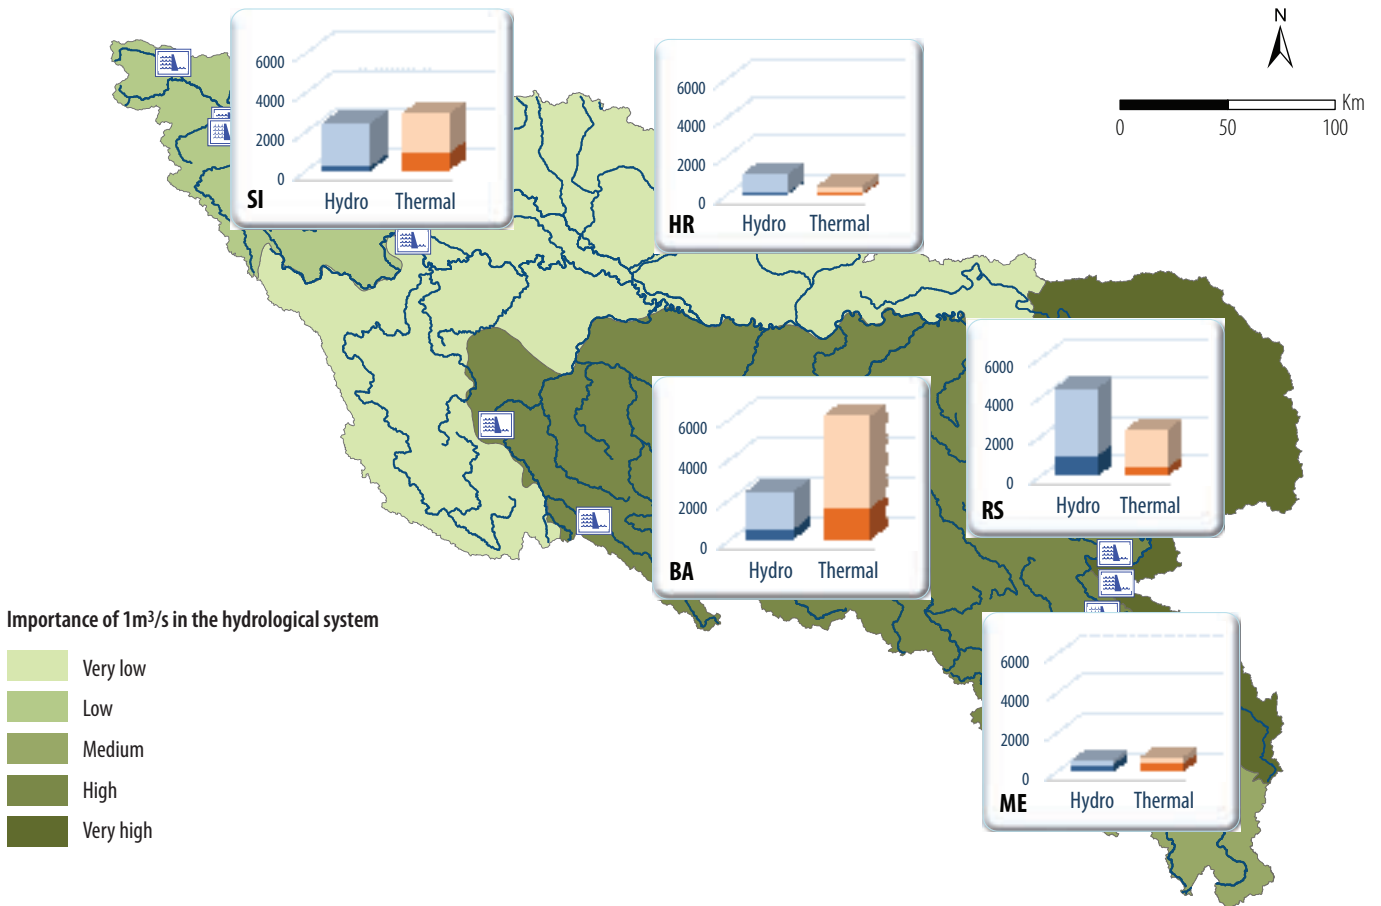 N
Km
0 50 100
6000
4000
2000
0
SI
Hydro Thermal
6000
4000
2000
0
HR
Hydro Thermal
6000
4000
2000
0
RS
Hydro Thermal
6000
4000
2000
0
BA
Hydro Thermal
6000
4000
2000
0
ME
Hydro Thermal
Importance of 1m³/s in the hydrological system
Very low
Low
Medium
High
Very high